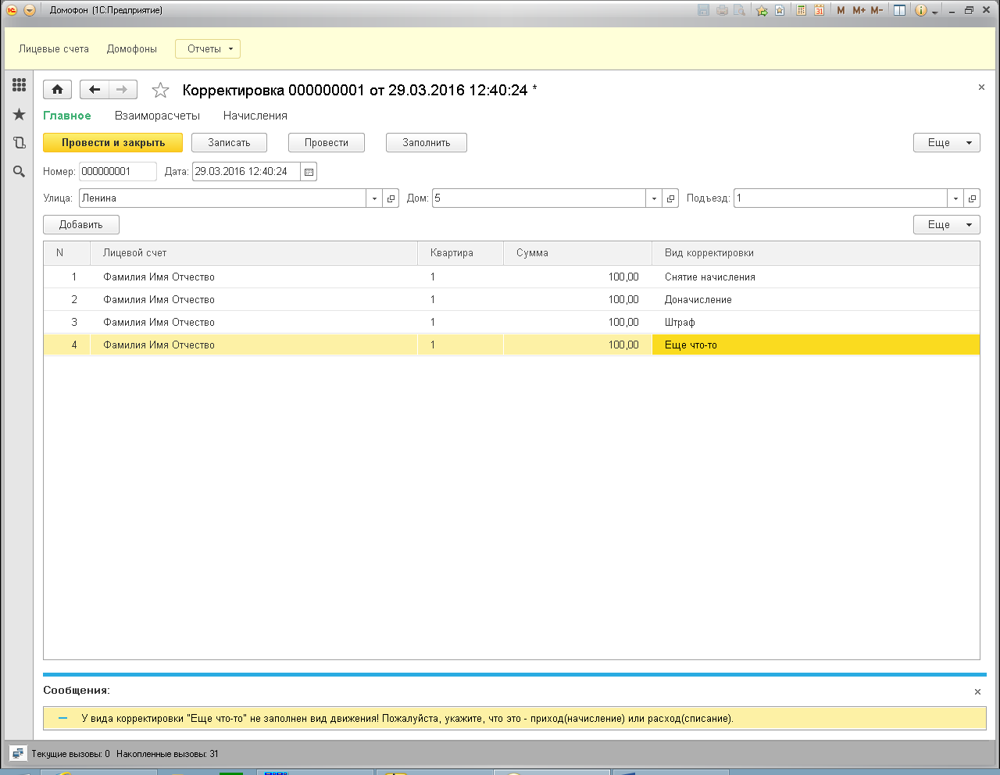 Домофон (1С:Предприятие)
M M+ M-
Лицевые счета Домофоны Отчеты
Корректировка 000000001 от 29.03.2016 12:40:24 *
Главное Взаиморасчеты Начисления
Провести и закрыть Записать Провести Заполнить Еще
Номер: 000000001 Дата: 29.03.2016 12:40:24
Улица: Ленина Дом: 5 Подъезд: 1
Добавить Еще
N Лицевой счет Квартира Сумма Вид корректировки
1 Фамилия Имя Отчество 1 100,00 Снятие начисления
2 Фамилия Имя Отчество 1 100,00 Доначисление
3 Фамилия Имя Отчество 1 100,00 Штраф
4 Фамилия Имя Отчество 1 100,00 Еще что-то
Сообщения:
У вида корректировки "Еще что-то" не заполнен вид движения! Пожалуйста, укажите, что это - приход(начисление) или расход(списание).
Текущие вызовы: 0 Накопленные вызовы: 31